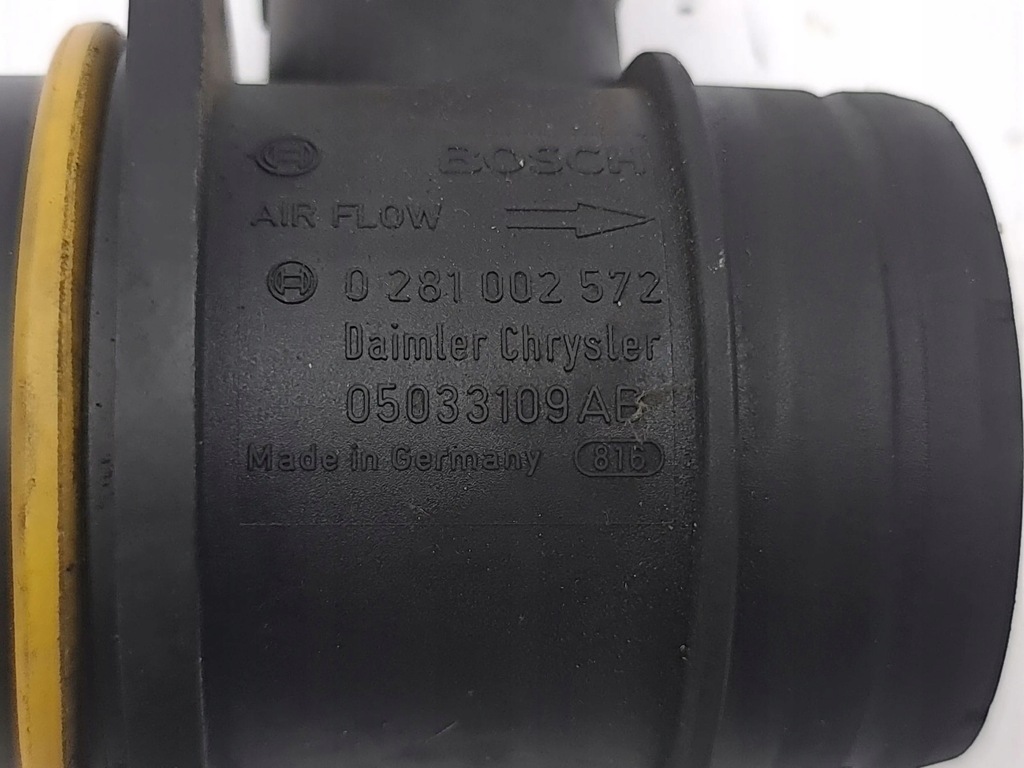 BOSCH
AIR FLOW
0 281 002 572
Daimler Chrysler
05033109AB
Made in Germany 816